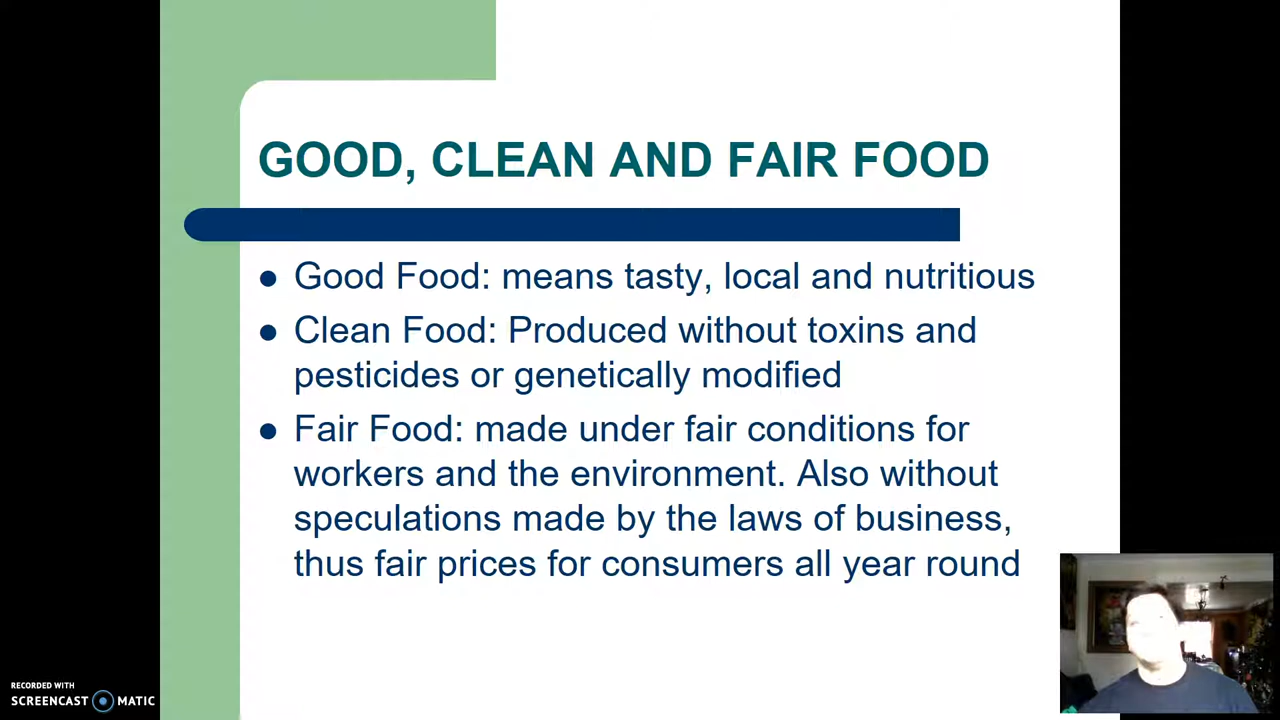 GOOD, CLEAN AND FAIR FOOD
● Good Food: means tasty, local and nutritious
● Clean Food: Produced without toxins and
pesticides or genetically modified
● Fair Food: made under fair conditions for
workers and the environment. Also without
speculations made by the laws of business,
thus fair prices for consumers all year round
RECORDED WITH
SCREENCAST MATIC